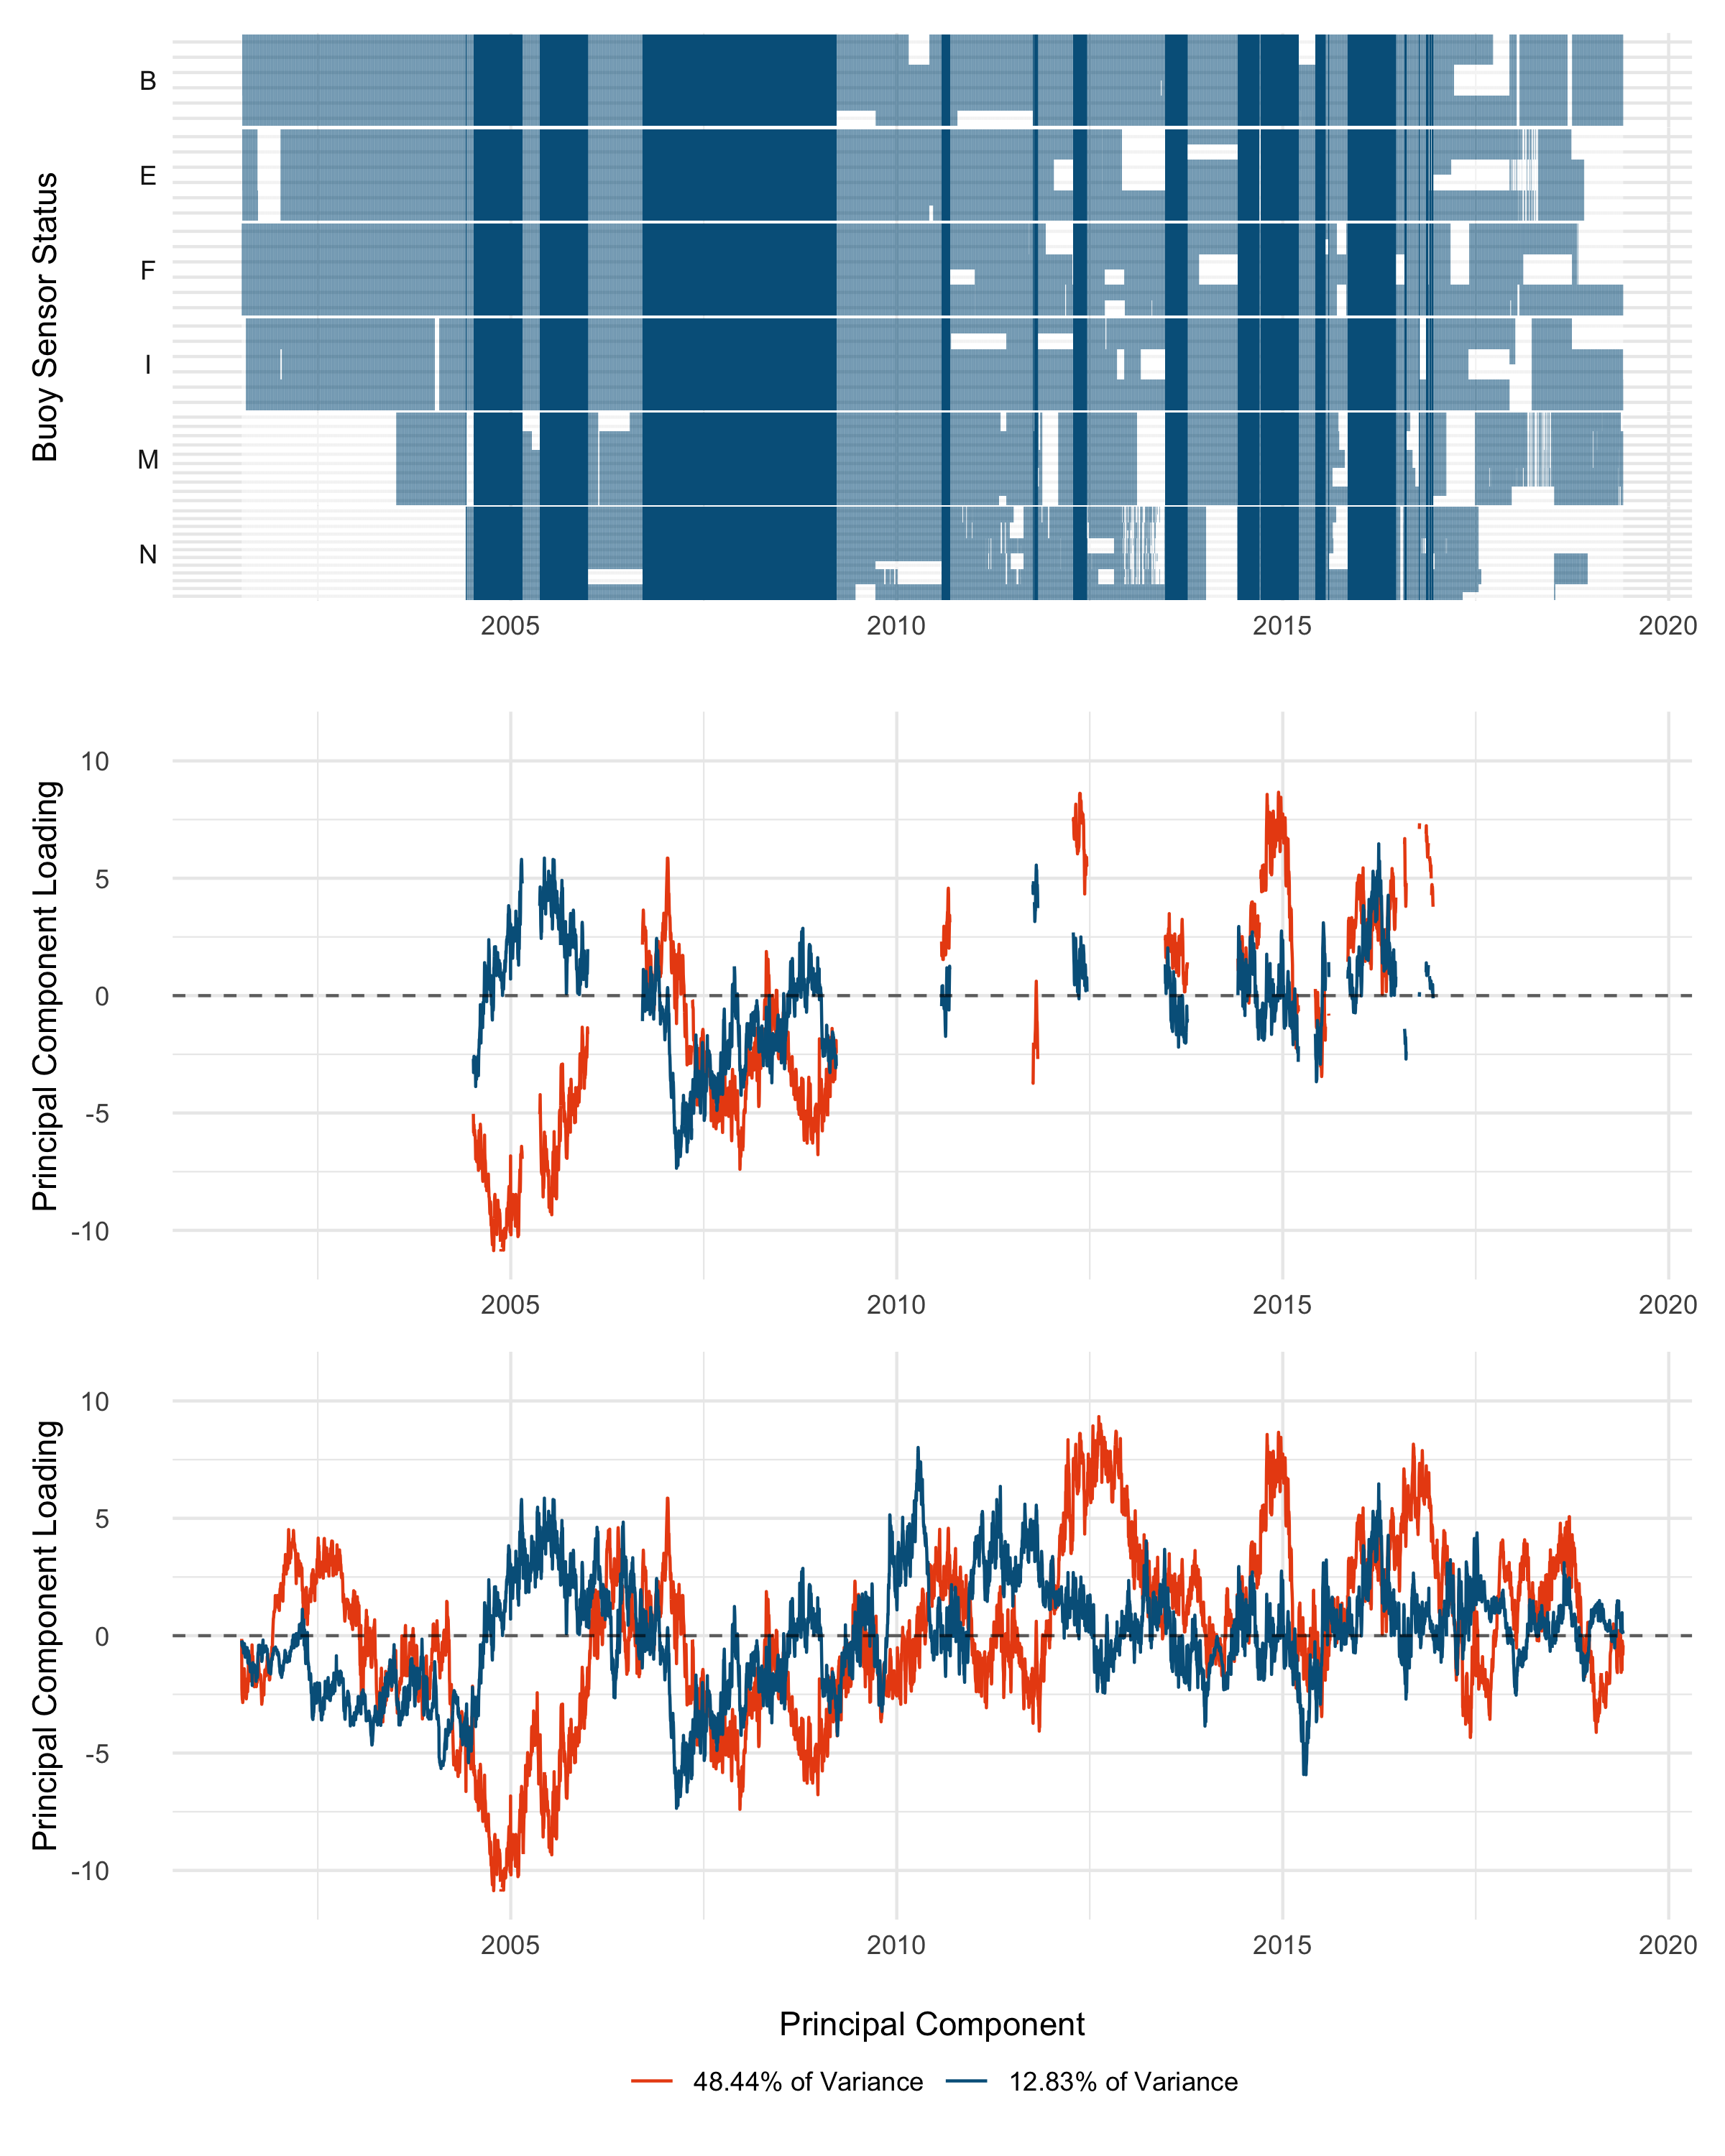 Buoy Sensor Status
B
E
F
I
M
N
2005 2010 2015 2020
Principal Component Loading
10
5
0
-5
-10
2005 2010 2015 2020
Principal Component Loading
10
5
0
-5
-10
2005 2010 2015 2020
Principal Component
48.44% of Variance 12.83% of Variance